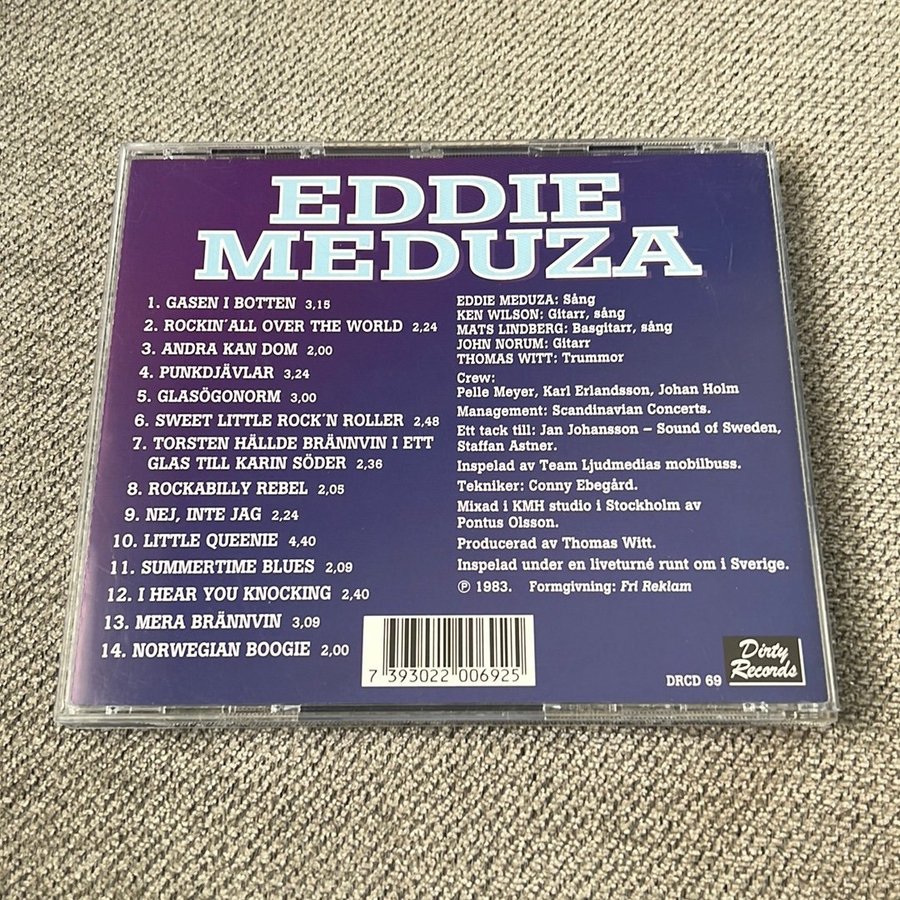 EDDIE
MEDUZA
1. GASEN I BOTTEN 3,15
2. ROCKIN´ALL OVER THE WORLD 2,24
3. ANDRA KAN DOM 2,00
4. PUNKDJÄVLAR 3,24
5. GLASÖGONORM 3,00
6. SWEET LITTLE ROCK´N ROLLER 2,48
7. TORSTEN HÄLLDE BRÄNNVIN I ETT
GLAS TILL KARIN SÖDER 2,36
8. ROCKABILLY REBEL 2,05
9. NEJ, INTE JAG 2,24
10. LITTLE QUEENIE 4,40
11. SUMMERTIME BLUES 2,09
12. I HEAR YOU KNOCKING 2,40
13. MERA BRÄNNVIN 3,09
14. NORWEGIAN BOOGIE 2,00
EDDIE MEDUZA: Sång
KEN WILSON: Gitarr, sång
MATS LINDBERG: Basgitarr, sång
JOHN NORUM: Gitarr
THOMAS WITT: Trummor
Crew:
Pelle Meyer, Karl Erlandsson, Johan Holm
Management: Scandinavian Concerts.
Ett tack till: Jan Johansson – Sound of Sweden,
Staffan Astner.
Inspelad av Team Ljudmedias mobilbuss.
Tekniker: Conny Ebegård.
Mixad i KMH studio i Stockholm av
Pontus Olsson.
Producerad av Thomas Witt.
Inspelad under en liveturné runt om i Sverige.
℗ 1983. Formgivning: Fri Reklam
7 393022 006925
DRCD 69
Dirty
Records